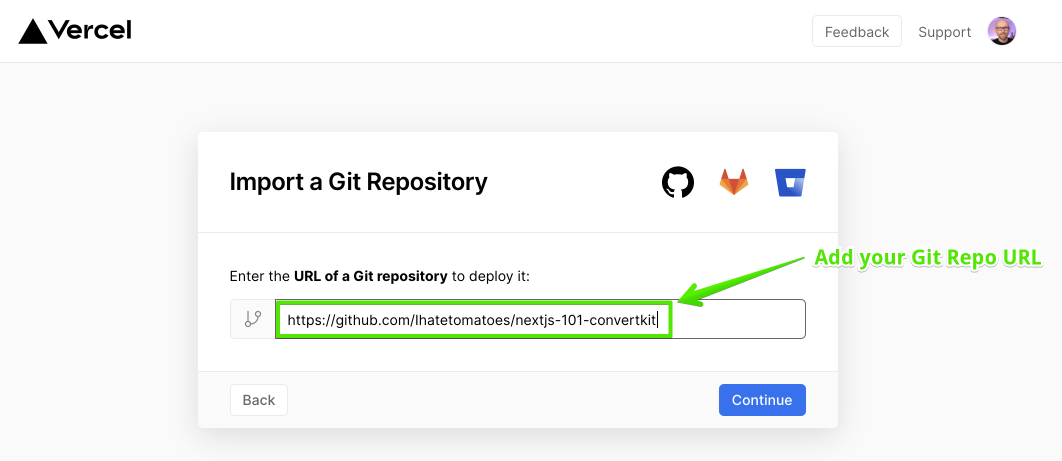 Vercel
Feedback
Support
Import a Git Repository
Add your Git Repo URL
Enter the URL of a Git repository to deploy it:
https://github.com/Ihatetomatoes/nextjs-101-convertkit
Back
Continue